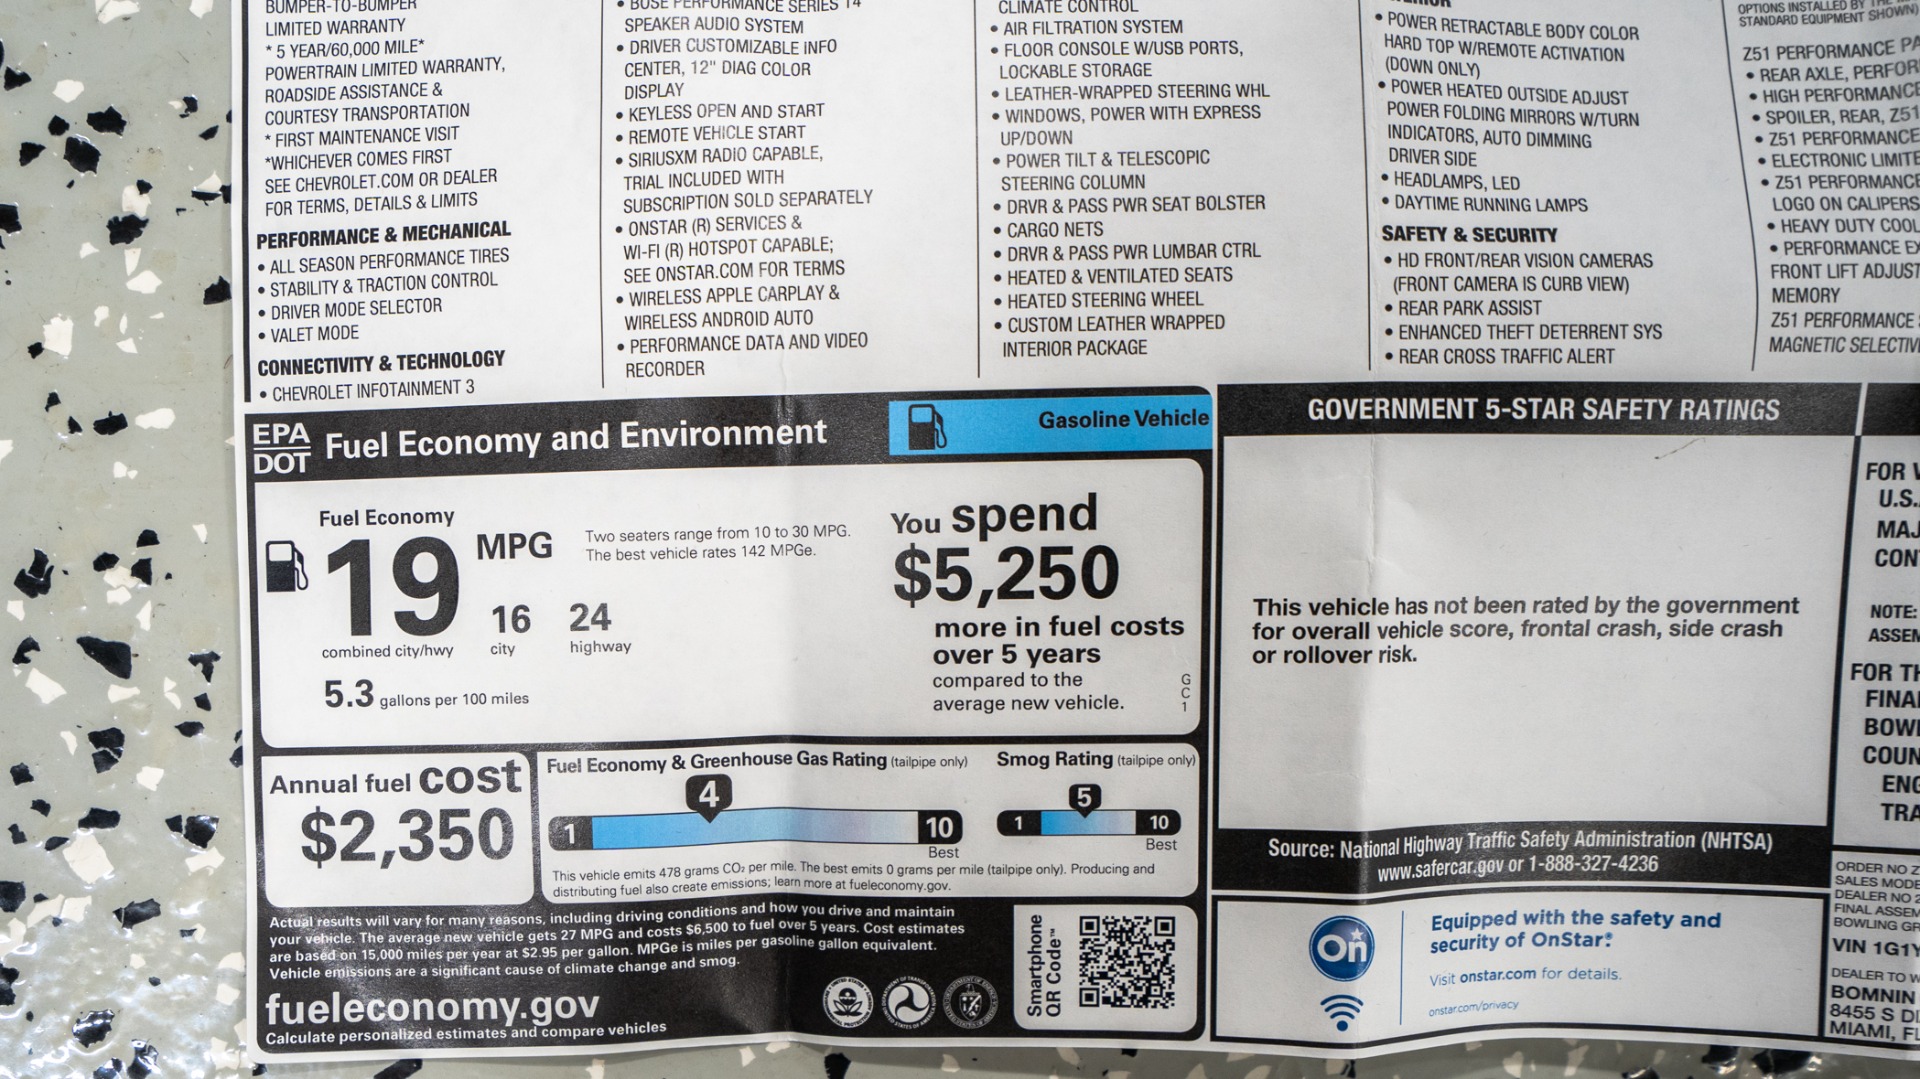 BUMPER-TO-BUMPER
LIMITED WARRANTY
* 5 YEAR/60,000 MILE*
POWERTRAIN LIMITED WARRANTY,
ROADSIDE ASSISTANCE &
COURTESY TRANSPORTATION
* FIRST MAINTENANCE VISIT
*WHICHEVER COMES FIRST
SEE CHEVROLET.COM OR DEALER
FOR TERMS, DETAILS & LIMITS
PERFORMANCE & MECHANICAL
• ALL SEASON PERFORMANCE TIRES
• STABILITY & TRACTION CONTROL
• DRIVER MODE SELECTOR
• VALET MODE
CONNECTIVITY & TECHNOLOGY
• CHEVROLET INFOTAINMENT 3
• BOSE PERFORMANCE SERIES 14
SPEAKER AUDIO SYSTEM
• DRIVER CUSTOMIZABLE INFO
CENTER, 12" DIAG COLOR
DISPLAY
• KEYLESS OPEN AND START
• REMOTE VEHICLE START
• SIRIUSXM RADIO CAPABLE,
TRIAL INCLUDED WITH
SUBSCRIPTION SOLD SEPARATELY
• ONSTAR (R) SERVICES &
WI-FI (R) HOTSPOT CAPABLE;
SEE ONSTAR.COM FOR TERMS
• WIRELESS APPLE CARPLAY &
WIRELESS ANDROID AUTO
• PERFORMANCE DATA AND VIDEO
RECORDER
CLIMATE CONTROL
• AIR FILTRATION SYSTEM
• FLOOR CONSOLE W/USB PORTS,
LOCKABLE STORAGE
• LEATHER-WRAPPED STEERING WHL
• WINDOWS, POWER WITH EXPRESS
UP/DOWN
• POWER TILT & TELESCOPIC
STEERING COLUMN
• DRVR & PASS PWR SEAT BOLSTER
• CARGO NETS
• DRVR & PASS PWR LUMBAR CTRL
• HEATED & VENTILATED SEATS
• HEATED STEERING WHEEL
• CUSTOM LEATHER WRAPPED
INTERIOR PACKAGE
• POWER RETRACTABLE BODY COLOR
HARD TOP W/REMOTE ACTIVATION
(DOWN ONLY)
• POWER HEATED OUTSIDE ADJUST
POWER FOLDING MIRRORS W/TURN
INDICATORS, AUTO DIMMING
DRIVER SIDE
• HEADLAMPS, LED
• DAYTIME RUNNING LAMPS
SAFETY & SECURITY
• HD FRONT/REAR VISION CAMERAS
(FRONT CAMERA IS CURB VIEW)
• REAR PARK ASSIST
• ENHANCED THEFT DETERRENT SYS
• REAR CROSS TRAFFIC ALERT
OPTIONS INSTALLED BY THE
STANDARD EQUIPMENT SHOWN)
Z51 PERFORMANCE PA
• REAR AXLE, PERFOR
• HIGH PERFORMANCE
• SPOILER, REAR, Z51
• Z51 PERFORMANCE
• ELECTRONIC LIMITE
• Z51 PERFORMANCE
LOGO ON CALIPERS
• HEAVY DUTY COOL
• PERFORMANCE EX
FRONT LIFT ADJUST
MEMORY
Z51 PERFORMANCE
MAGNETIC SELECTIV
EPA
DOT
Fuel Economy and Environment
Gasoline Vehicle
Fuel Economy
19
MPG
combined city/hwy
16
city
24
highway
Two seaters range from 10 to 30 MPG.
The best vehicle rates 142 MPGe.
5.3 gallons per 100 miles
You spend
$5,250
more in fuel costs
over 5 years
compared to the
average new vehicle.
GC1
Annual fuel cost
$2,350
Fuel Economy & Greenhouse Gas Rating (tailpipe only)
4
1
10
Best
Smog Rating (tailpipe only)
5
1
10
Best
This vehicle emits 478 grams CO₂ per mile. The best emits 0 grams per mile (tailpipe only). Producing and
distributing fuel also create emissions; learn more at fueleconomy.gov.
Actual results will vary for many reasons, including driving conditions and how you drive and maintain
your vehicle. The average new vehicle gets 27 MPG and costs $6,500 to fuel over 5 years. Cost estimates
are based on 15,000 miles per year at $2.95 per gallon. MPGe is miles per gasoline gallon equivalent.
Vehicle emissions are a significant cause of climate change and smog.
fueleconomy.gov
Calculate personalized estimates and compare vehicles
Smartphone
QR Code™
GOVERNMENT 5-STAR SAFETY RATINGS
This vehicle has not been rated by the government
for overall vehicle score, frontal crash, side crash
or rollover risk.
Source: National Highway Traffic Safety Administration (NHTSA)
www.safercar.gov or 1-888-327-4236
On
Equipped with the safety and
security of OnStar®
Visit onstar.com for details.
onstar.com/privacy
FOR V
U.S.
MAJ
CON
NOTE:
ASSEM
FOR TH
FINA
BOWL
COUN
ENG
TRA
ORDER NO Z
SALES MODE
DEALER NO 2
FINAL ASSEM
BOWLING GR
VIN 1G1Y
DEALER TO W
BOMNIN
8455 S DI
MIAMI, FL